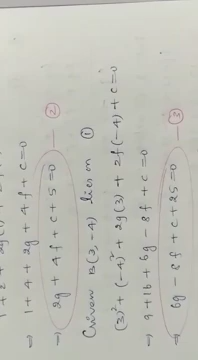 ⇒ 1 + 4 + 2g + 4f + c = 0
⇒ 2g + 4f + c + 5 = 0 — ②
Given B(3, -4) lies on ①
(3)² + (-4)² + 2g(3) + 2f(-4) + c = 0
⇒ 9 + 16 + 6g - 8f + c = 0
⇒ 6g - 8f + c + 25 = 0 — ③